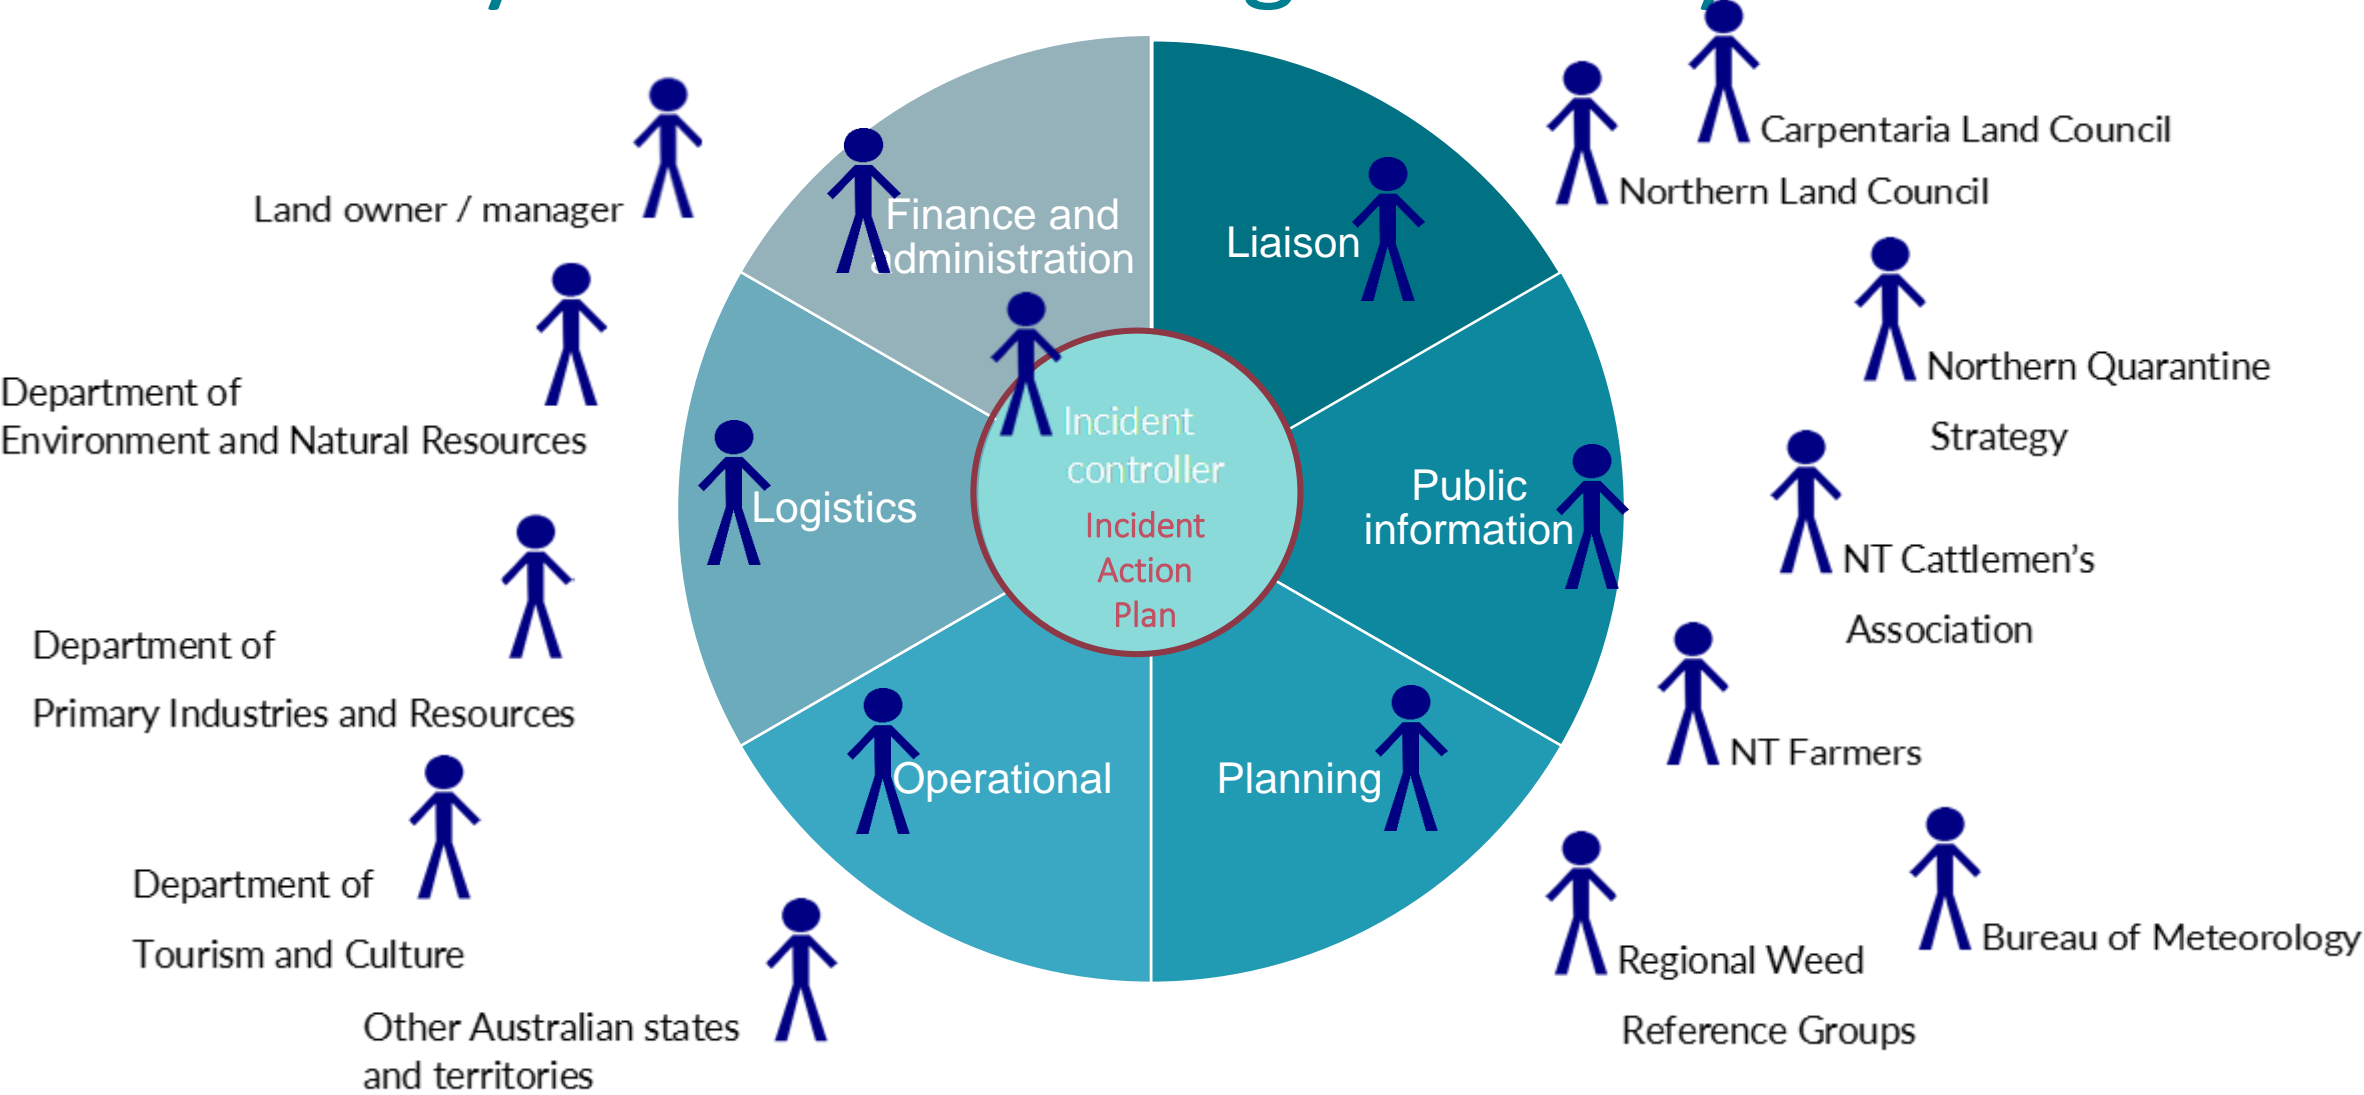 Carpentaria Land Council
Northern Land Council
Land owner / manager
Finance and
administration
Liaison
Northern Quarantine
Strategy
Department of
Environment and Natural Resources
Incident
controller
Incident
Action
Plan
Logistics
Public
information
NT Cattlemen’s
Association
Department of
Primary Industries and Resources
NT Farmers
Operational
Planning
Department of
Tourism and Culture
Bureau of Meteorology
Regional Weed
Reference Groups
Other Australian states
and territories